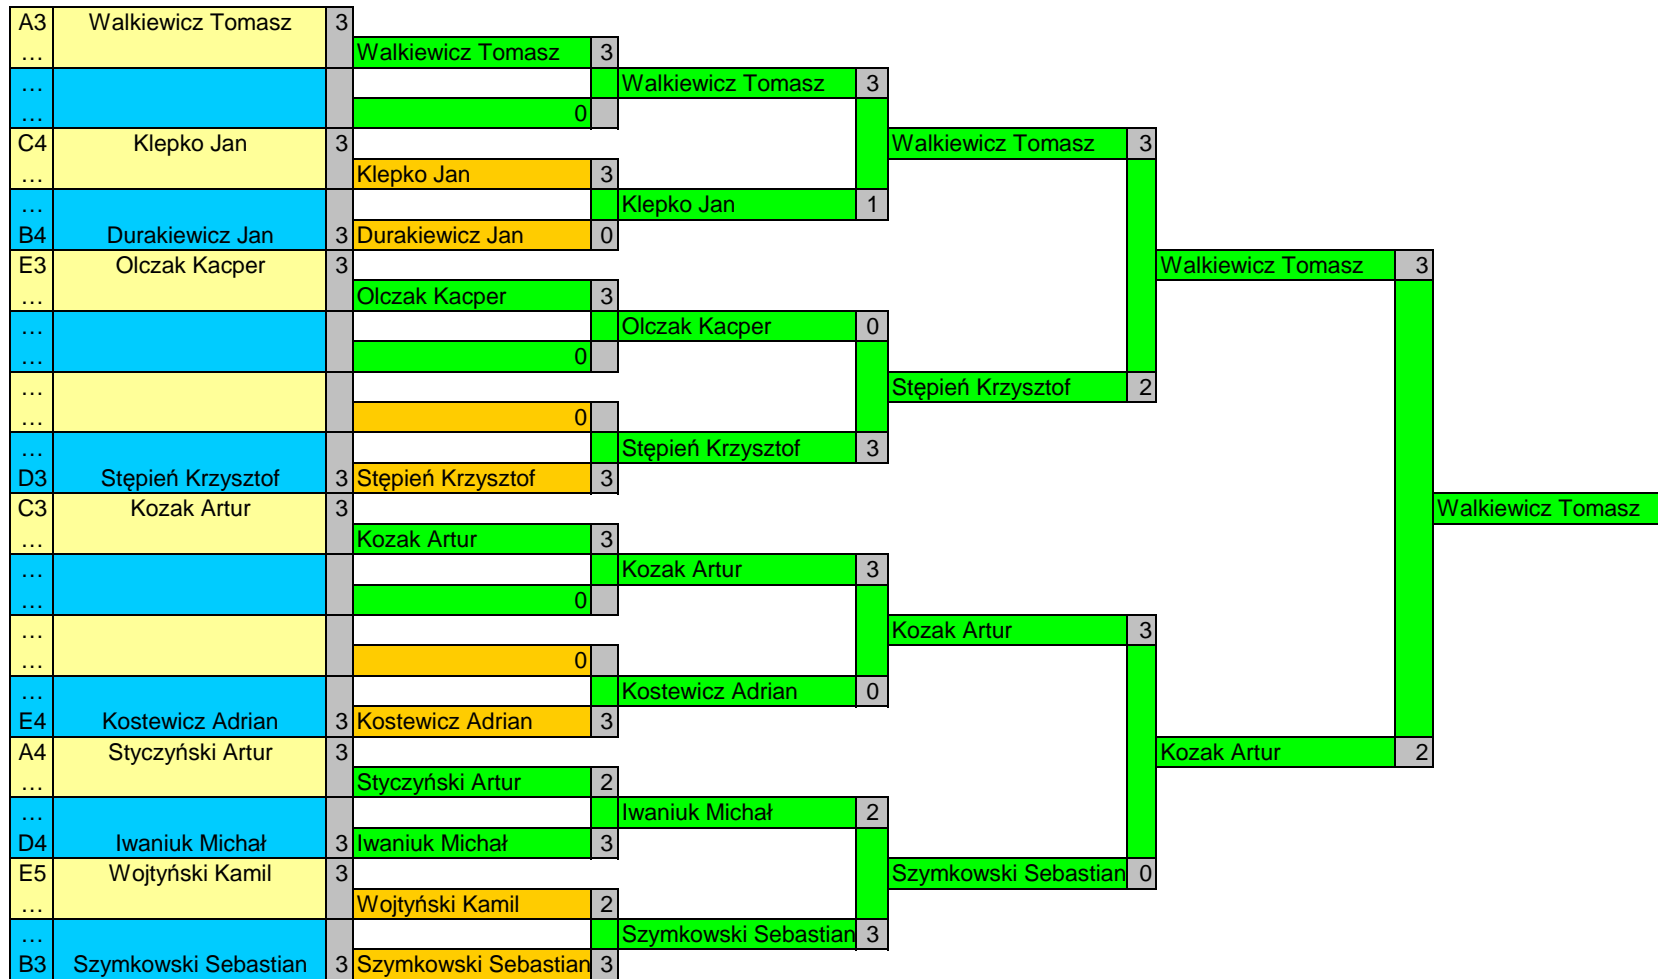 A3 Walkiewicz Tomasz 3
… Walkiewicz Tomasz 3
… Walkiewicz Tomasz 3
… 0
C4 Klepko Jan 3 Walkiewicz Tomasz 3
… Klepko Jan 3
… Klepko Jan 1
B4 Durakiewicz Jan 3 Durakiewicz Jan 0
E3 Olczak Kacper 3 Walkiewicz Tomasz 3
… Olczak Kacper 3
… Olczak Kacper 0
… 0
… Stępień Krzysztof 2
… 0
… Stępień Krzysztof 3
D3 Stępień Krzysztof 3 Stępień Krzysztof 3
C3 Kozak Artur 3 Walkiewicz Tomasz
… Kozak Artur 3
… Kozak Artur 3
… 0
… Kozak Artur 3
… 0
… Kostewicz Adrian 0
E4 Kostewicz Adrian 3 Kostewicz Adrian 3
A4 Styczyński Artur 3 Kozak Artur 2
… Styczyński Artur 2
… Iwaniuk Michał 2
D4 Iwaniuk Michał 3 Iwaniuk Michał 3
E5 Wojtyński Kamil 3 Szymkowski Sebastian 0
… Wojtyński Kamil 2
… Szymkowski Sebastian 3
B3 Szymkowski Sebastian 3 Szymkowski Sebastian 3